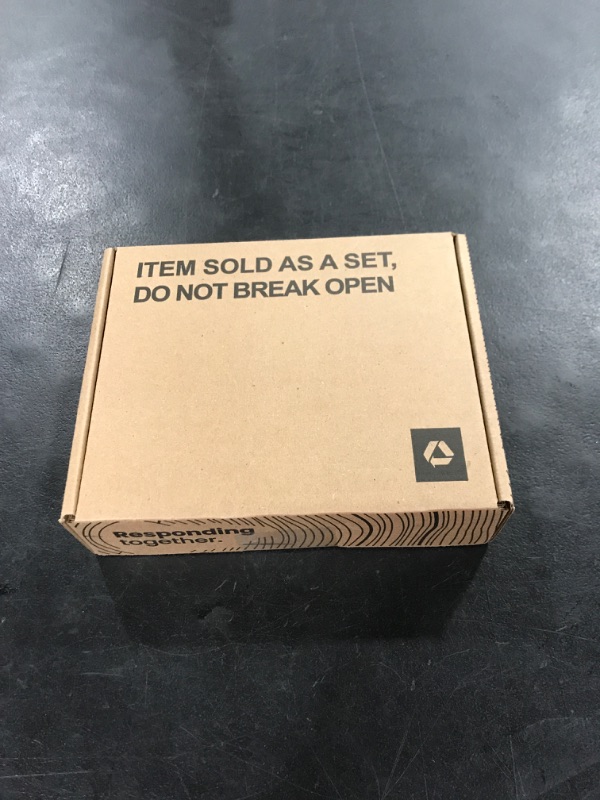 ITEM SOLD AS A SET,
DO NOT BREAK OPEN
Responding
together.